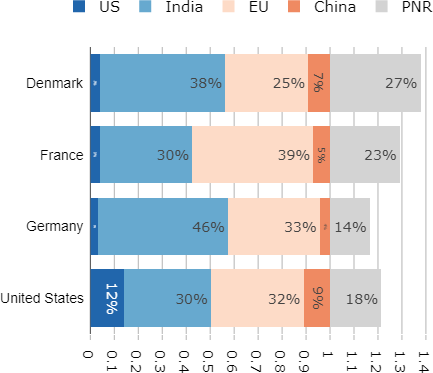 US India EU China PNR
Denmark 38% 25% 7% 27%
France 30% 39% 5% 23%
Germany 46% 33% 14%
United States 12% 30% 32% 9% 18%
0 0.1 0.2 0.3 0.4 0.5 0.6 0.7 0.8 0.9 1 1.1 1.2 1.3 1.4